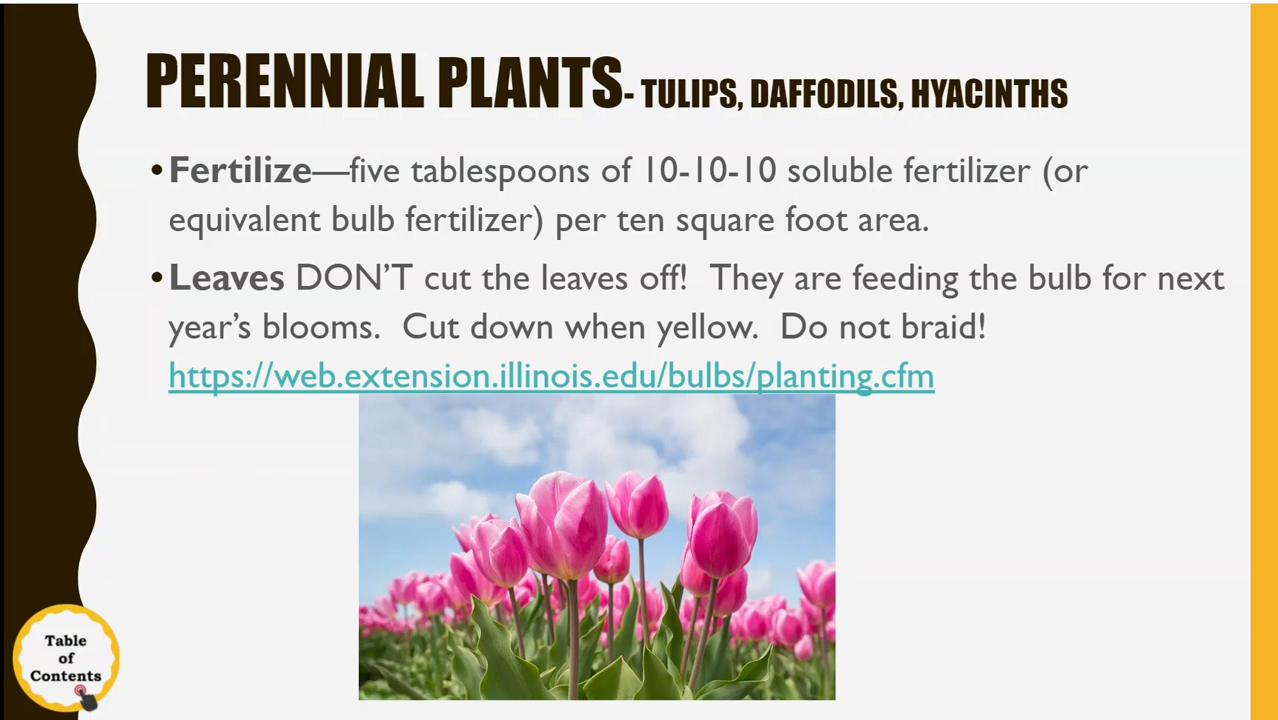 PERENNIAL PLANTS- TULIPS, DAFFODILS, HYACINTHS
•Fertilize—five tablespoons of 10-10-10 soluble fertilizer (or
equivalent bulb fertilizer) per ten square foot area.
•Leaves DON'T cut the leaves off!  They are feeding the bulb for next
year's blooms.  Cut down when yellow.  Do not braid!
https://web.extension.illinois.edu/bulbs/planting.cfm
Table
of
Contents